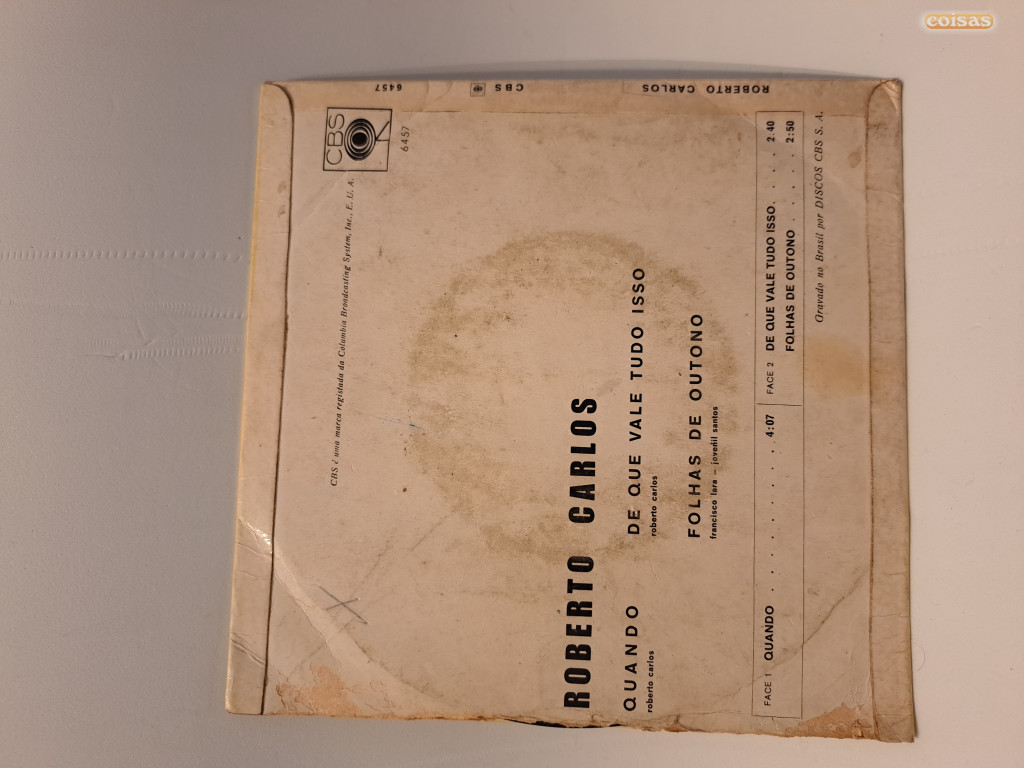 coisas
ROBERTO CARLOS CBS 6457
CBS
6457
CBS é uma marca registada da Columbia Broadcasting System, Inc., E. U. A.
ROBERTO CARLOS
QUANDO
roberto carlos
DE QUE VALE TUDO ISSO
roberto carlos
FOLHAS DE OUTONO
francisco lara – jovenil santos
FACE 1 QUANDO . . . . . . . . . 4:07
FACE 2 DE QUE VALE TUDO ISSO. . . . 2.40
FOLHAS DE OUTONO . . . . . 2:50
Gravado no Brasil por DISCOS CBS S. A.